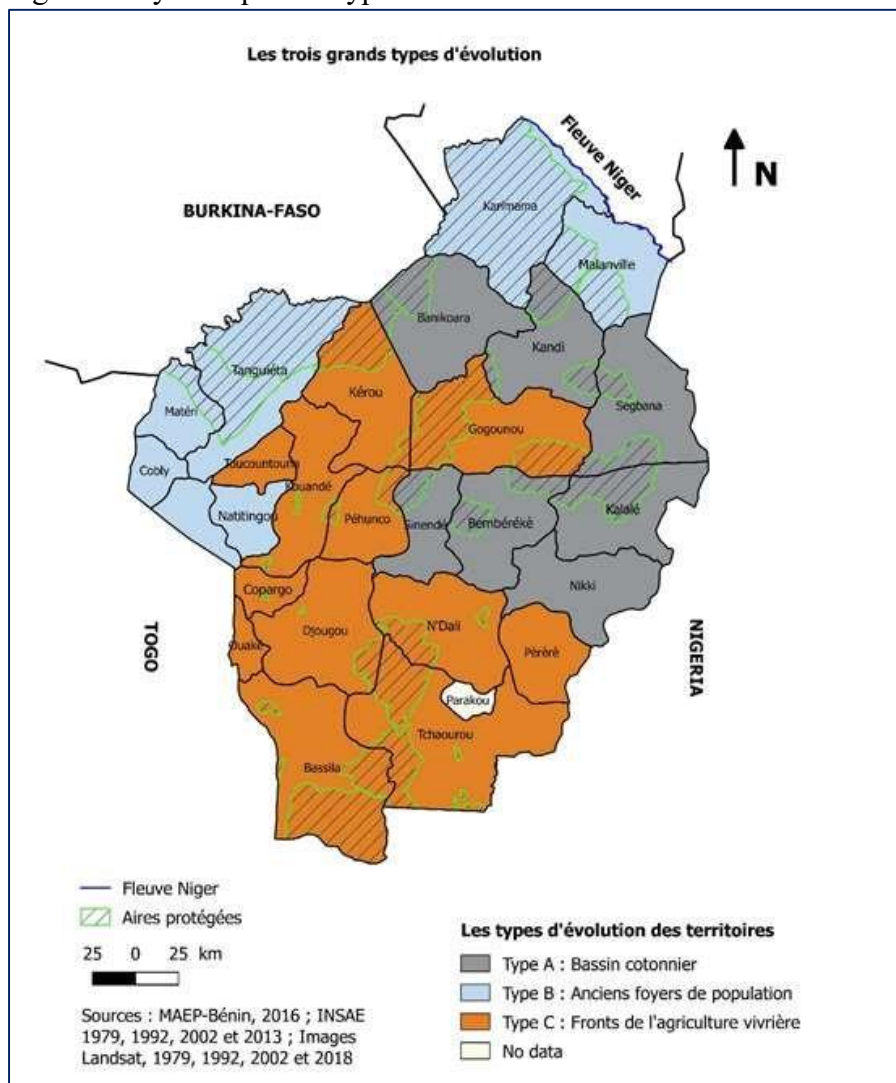 Les trois grands types d'évolution
Fleuve Niger
N
BURKINA-FASO
Karimama
Malanville
Banikoara
Kandi
Tanguiéta
Kérou
Segbana
Matéri
Gogounou
Toucountouna
Cobly
Kouandé
Natitingou
Péhunco
Sinendé
Bembéréké
Kalalé
Nikki
Copargo
TOGO
Ouaké
Djougou
N'Dali
Pèrèrè
NIGERIA
Parakou
Tchaourou
Bassila
Fleuve Niger
Aires protégées
25 0 25 km
Sources : MAEP-Bénin, 2016 ; INSAE
1979, 1992, 2002 et 2013 ; Images
Landsat, 1979, 1992, 2002 et 2018
Les types d'évolution des territoires
Type A : Bassin cotonnier
Type B : Anciens foyers de population
Type C : Fronts de l'agriculture vivrière
No data